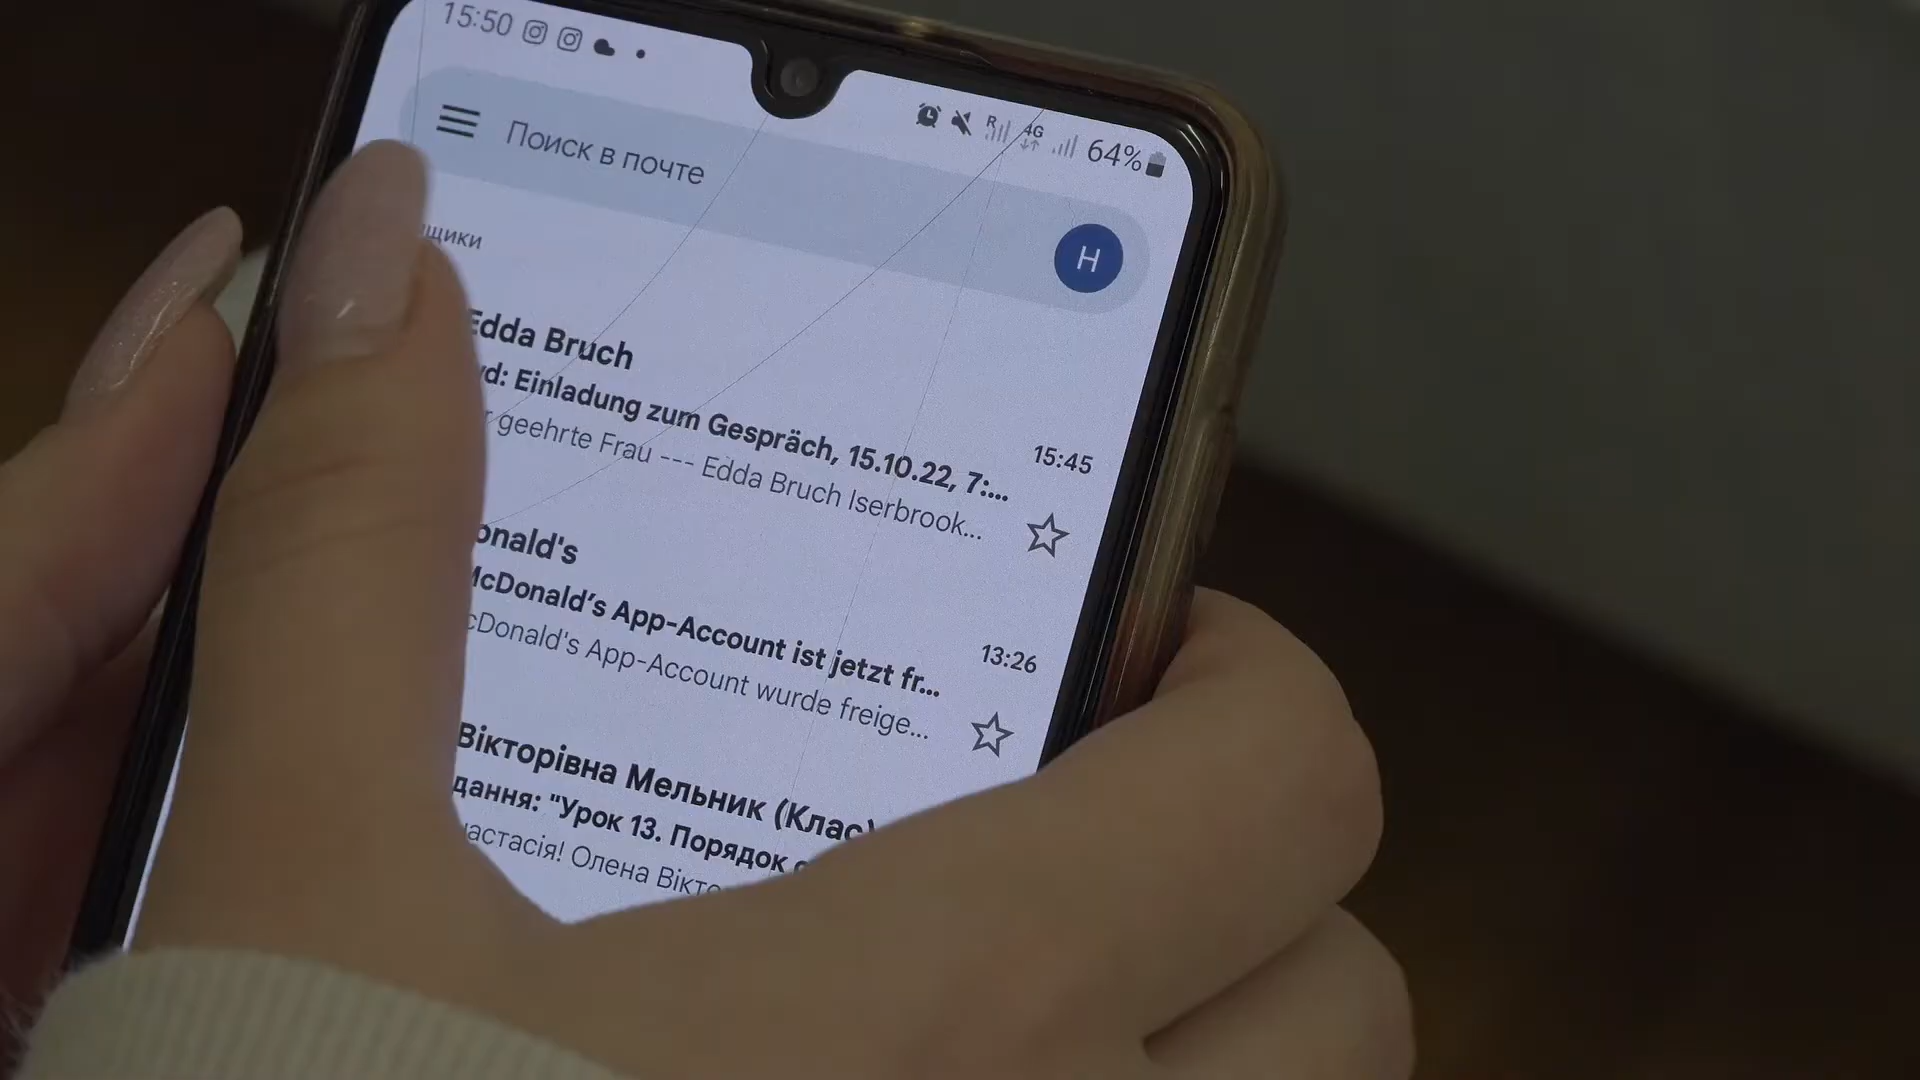 15:50
4G 64%
Поиск в почте
H
щики
Edda Bruch
wd: Einladung zum Gespräch, 15.10.22, 7:...
15:45
r geehrte Frau --- Edda Bruch Iserbrook...
onald's
McDonald's App-Account ist jetzt fr...
13:26
cDonald's App-Account wurde freige...
Вікторівна Мельник (Клас)
дання: "Урок 13. Порядок
настасія! Олена Вікто